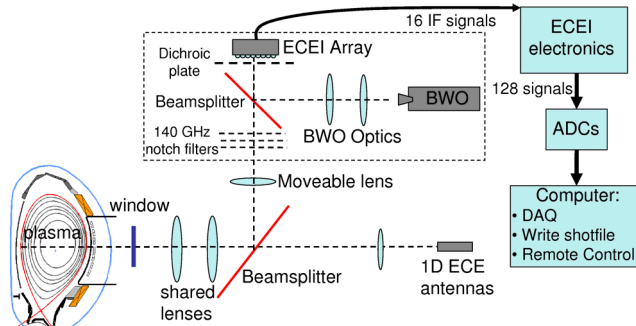 16 IF signals
ECEI Array
Dichroic
plate
Beamsplitter
BWO
BWO Optics
140 GHz
notch filters
Moveable lens
ECEI
electronics
128 signals
ADCs
Computer:
• DAQ
• Write shotfile
• Remote Control
window
plasma
shared
lenses
Beamsplitter
1D ECE
antennas